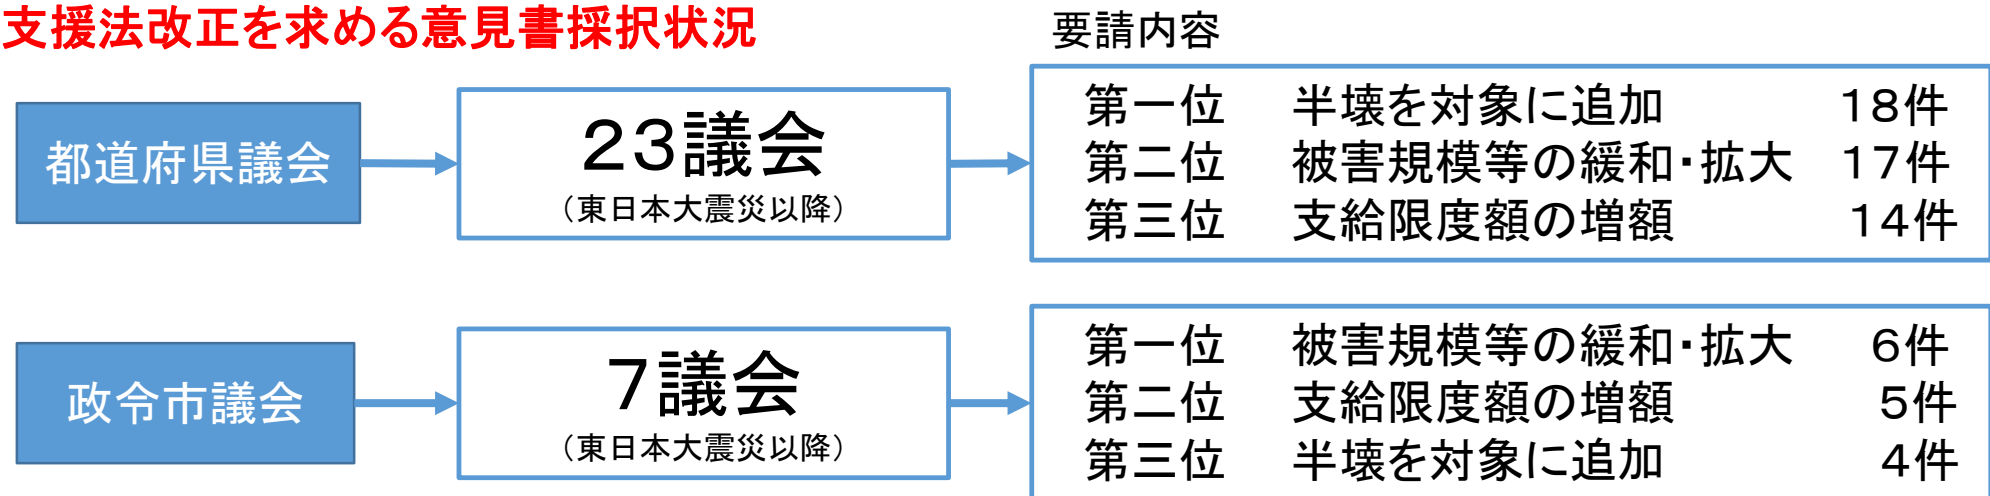 支援法改正を求める意見書採択状況
要請内容
都道府県議会
２３議会
（東日本大震災以降）
第一位　半壊を対象に追加　１８件
第二位　被害規模等の緩和・拡大　１７件
第三位　支給限度額の増額　１４件
政令市議会
７議会
（東日本大震災以降）
第一位　被害規模等の緩和・拡大　６件
第二位　支給限度額の増額　５件
第三位　半壊を対象に追加　４件